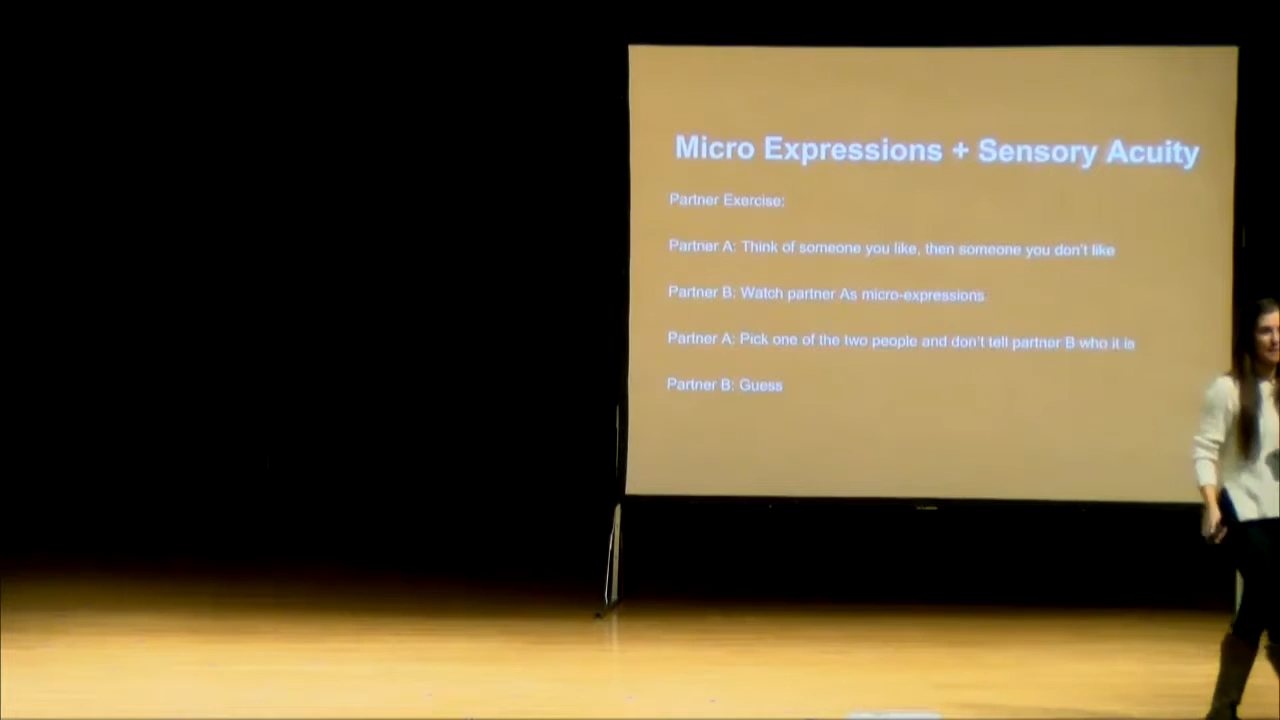 Micro Expressions + Sensory Acuity
Partner Exercise:
Partner A: Think of someone you like, then someone you don't like
Partner B: Watch partner As micro-expressions
Partner A: Pick one of the two people and don't tell partner B who it is
Partner B: Guess